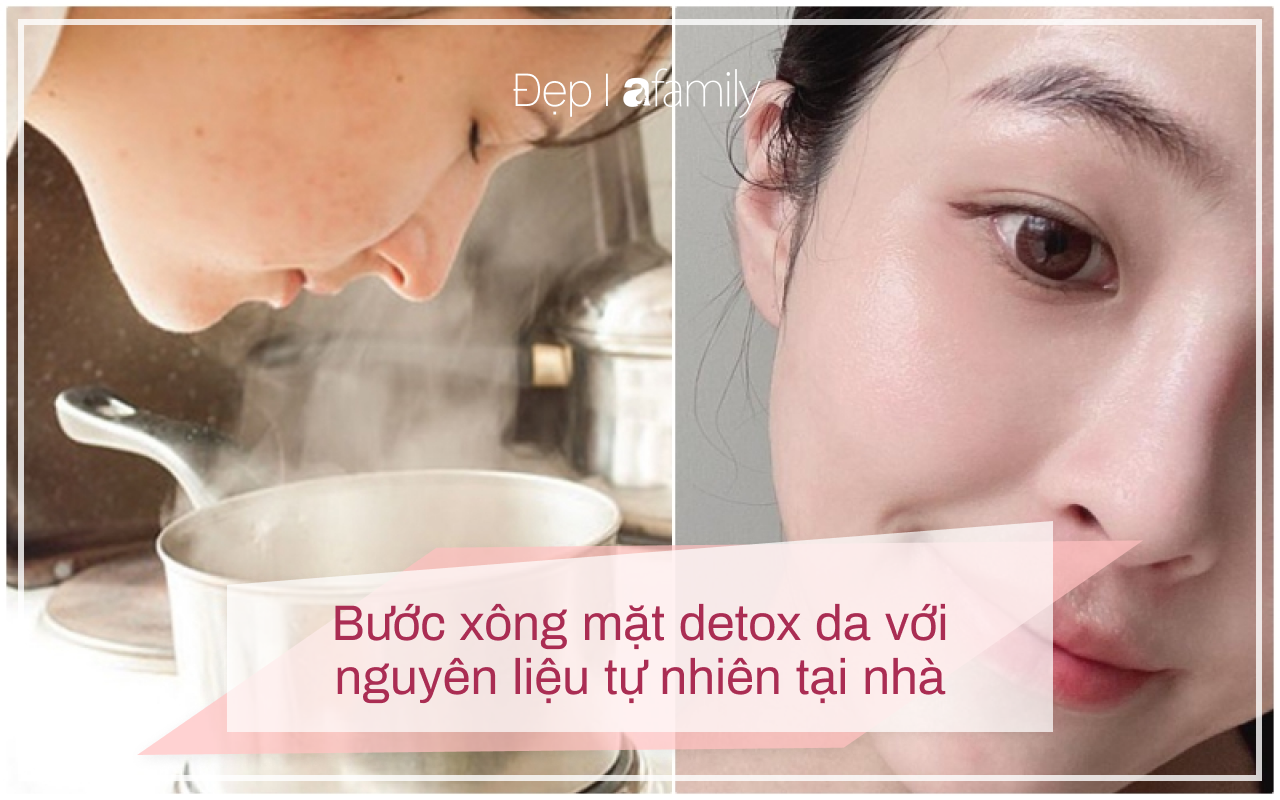 Đẹp | afamily
Bước xông mặt detox da với
nguyên liệu tự nhiên tại nhà